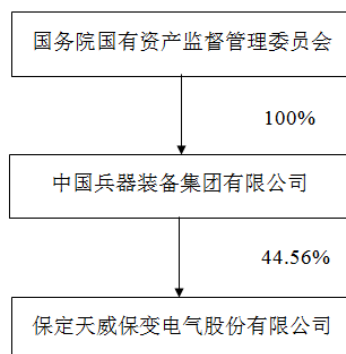 国务院国有资产监督管理委员会
100%
中国兵器装备集团有限公司
44.56%
保定天威保变电气股份有限公司